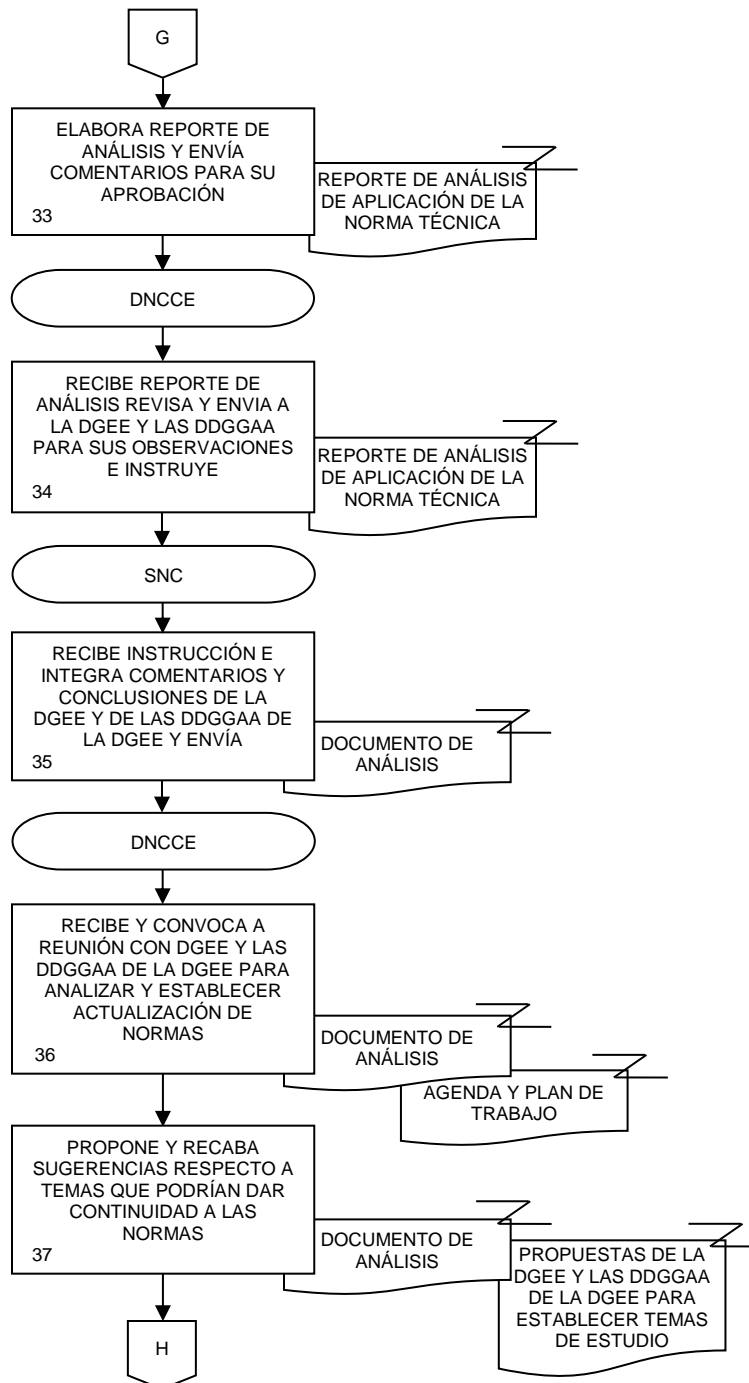 G
ELABORA REPORTE DE
ANÁLISIS Y ENVÍA
COMENTARIOS PARA SU
APROBACIÓN
33
REPORTE DE ANÁLISIS
DE APLICACIÓN DE LA
NORMA TÉCNICA
DNCCE
RECIBE REPORTE DE
ANÁLISIS REVISA Y ENVIA A
LA DGEE Y LAS DDGGAA
PARA SUS OBSERVACIONES
E INSTRUYE
34
REPORTE DE ANÁLISIS
DE APLICACIÓN DE LA
NORMA TÉCNICA
SNC
RECIBE INSTRUCCIÓN E
INTEGRA COMENTARIOS Y
CONCLUSIONES DE LA
DGEE Y DE LAS DDGGAA DE
LA DGEE Y ENVÍA
35
DOCUMENTO DE
ANÁLISIS
DNCCE
RECIBE Y CONVOCA A
REUNIÓN CON DGEE Y LAS
DDGGAA DE LA DGEE PARA
ANALIZAR Y ESTABLECER
ACTUALIZACIÓN DE
NORMAS
36
DOCUMENTO DE
ANÁLISIS
AGENDA Y PLAN DE
TRABAJO
PROPONE Y RECABA
SUGERENCIAS RESPECTO A
TEMAS QUE PODRÍAN DAR
CONTINUIDAD A LAS
NORMAS
37
DOCUMENTO DE
ANÁLISIS
PROPUESTAS DE LA
DGEE Y LAS DDGGAA
DE LA DGEE PARA
ESTABLECER TEMAS
DE ESTUDIO
H